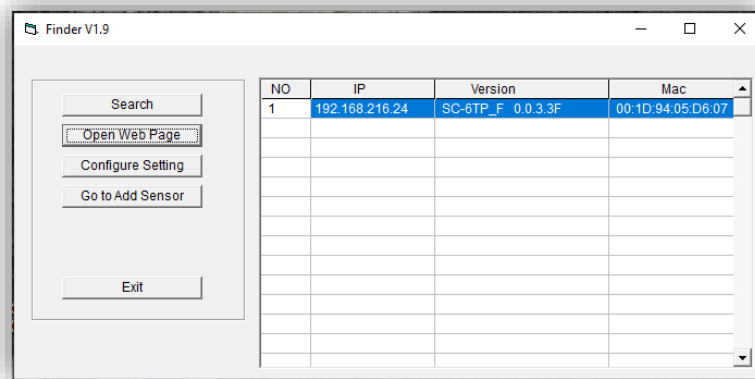 Finder V1.9
Search
Open Web Page
Configure Setting
Go to Add Sensor
Exit
NO IP Version Mac
1 192.168.216.24 SC-6TP_F 0.0.3.3F 00:1D:94:05:D6:07